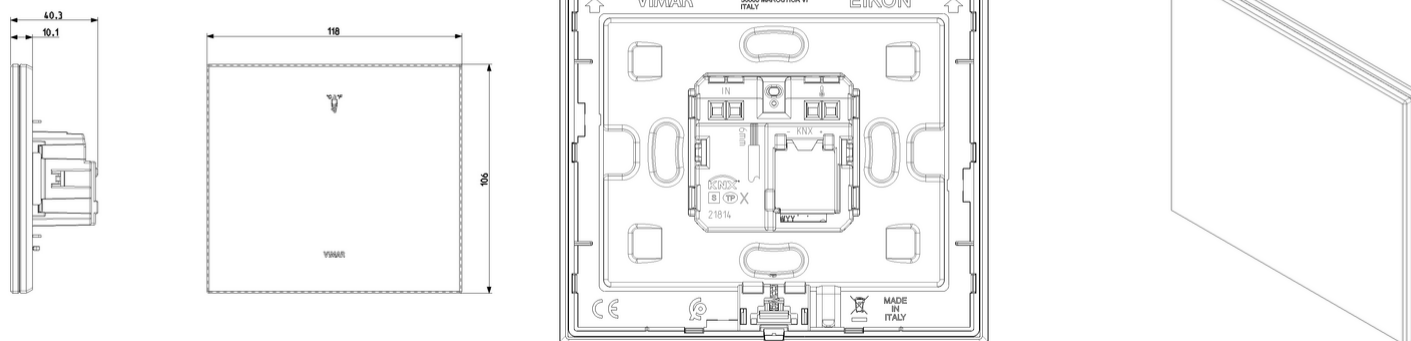 40.3
10.1
118
106
VIMAR
VIMAR
ITALY
EIKON
IN
- KNX +
KNX
S TP X
21814
WYY
CE
MADE
IN
ITALY